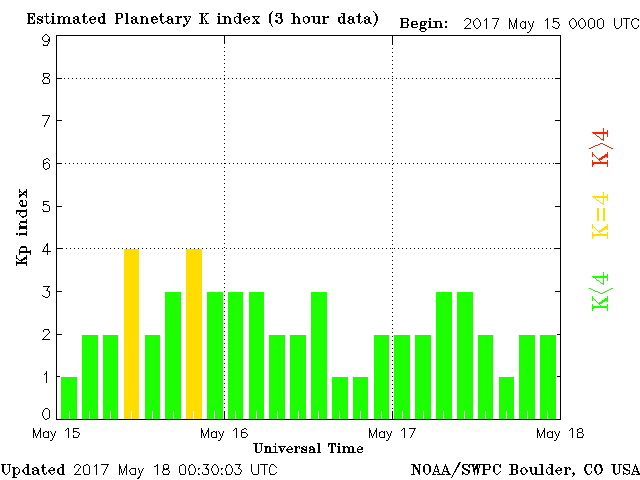 Estimated Planetary K index (3 hour data) Begin: 2017 May 15 0000 UTC
9
8
7
6
5
4
3
2
1
0
Kp index
K>4
K=4
K<4
May 15 May 16 May 17 May 18
Universal Time
Updated 2017 May 18 00:30:03 UTC NOAA/SWPC Boulder, CO USA